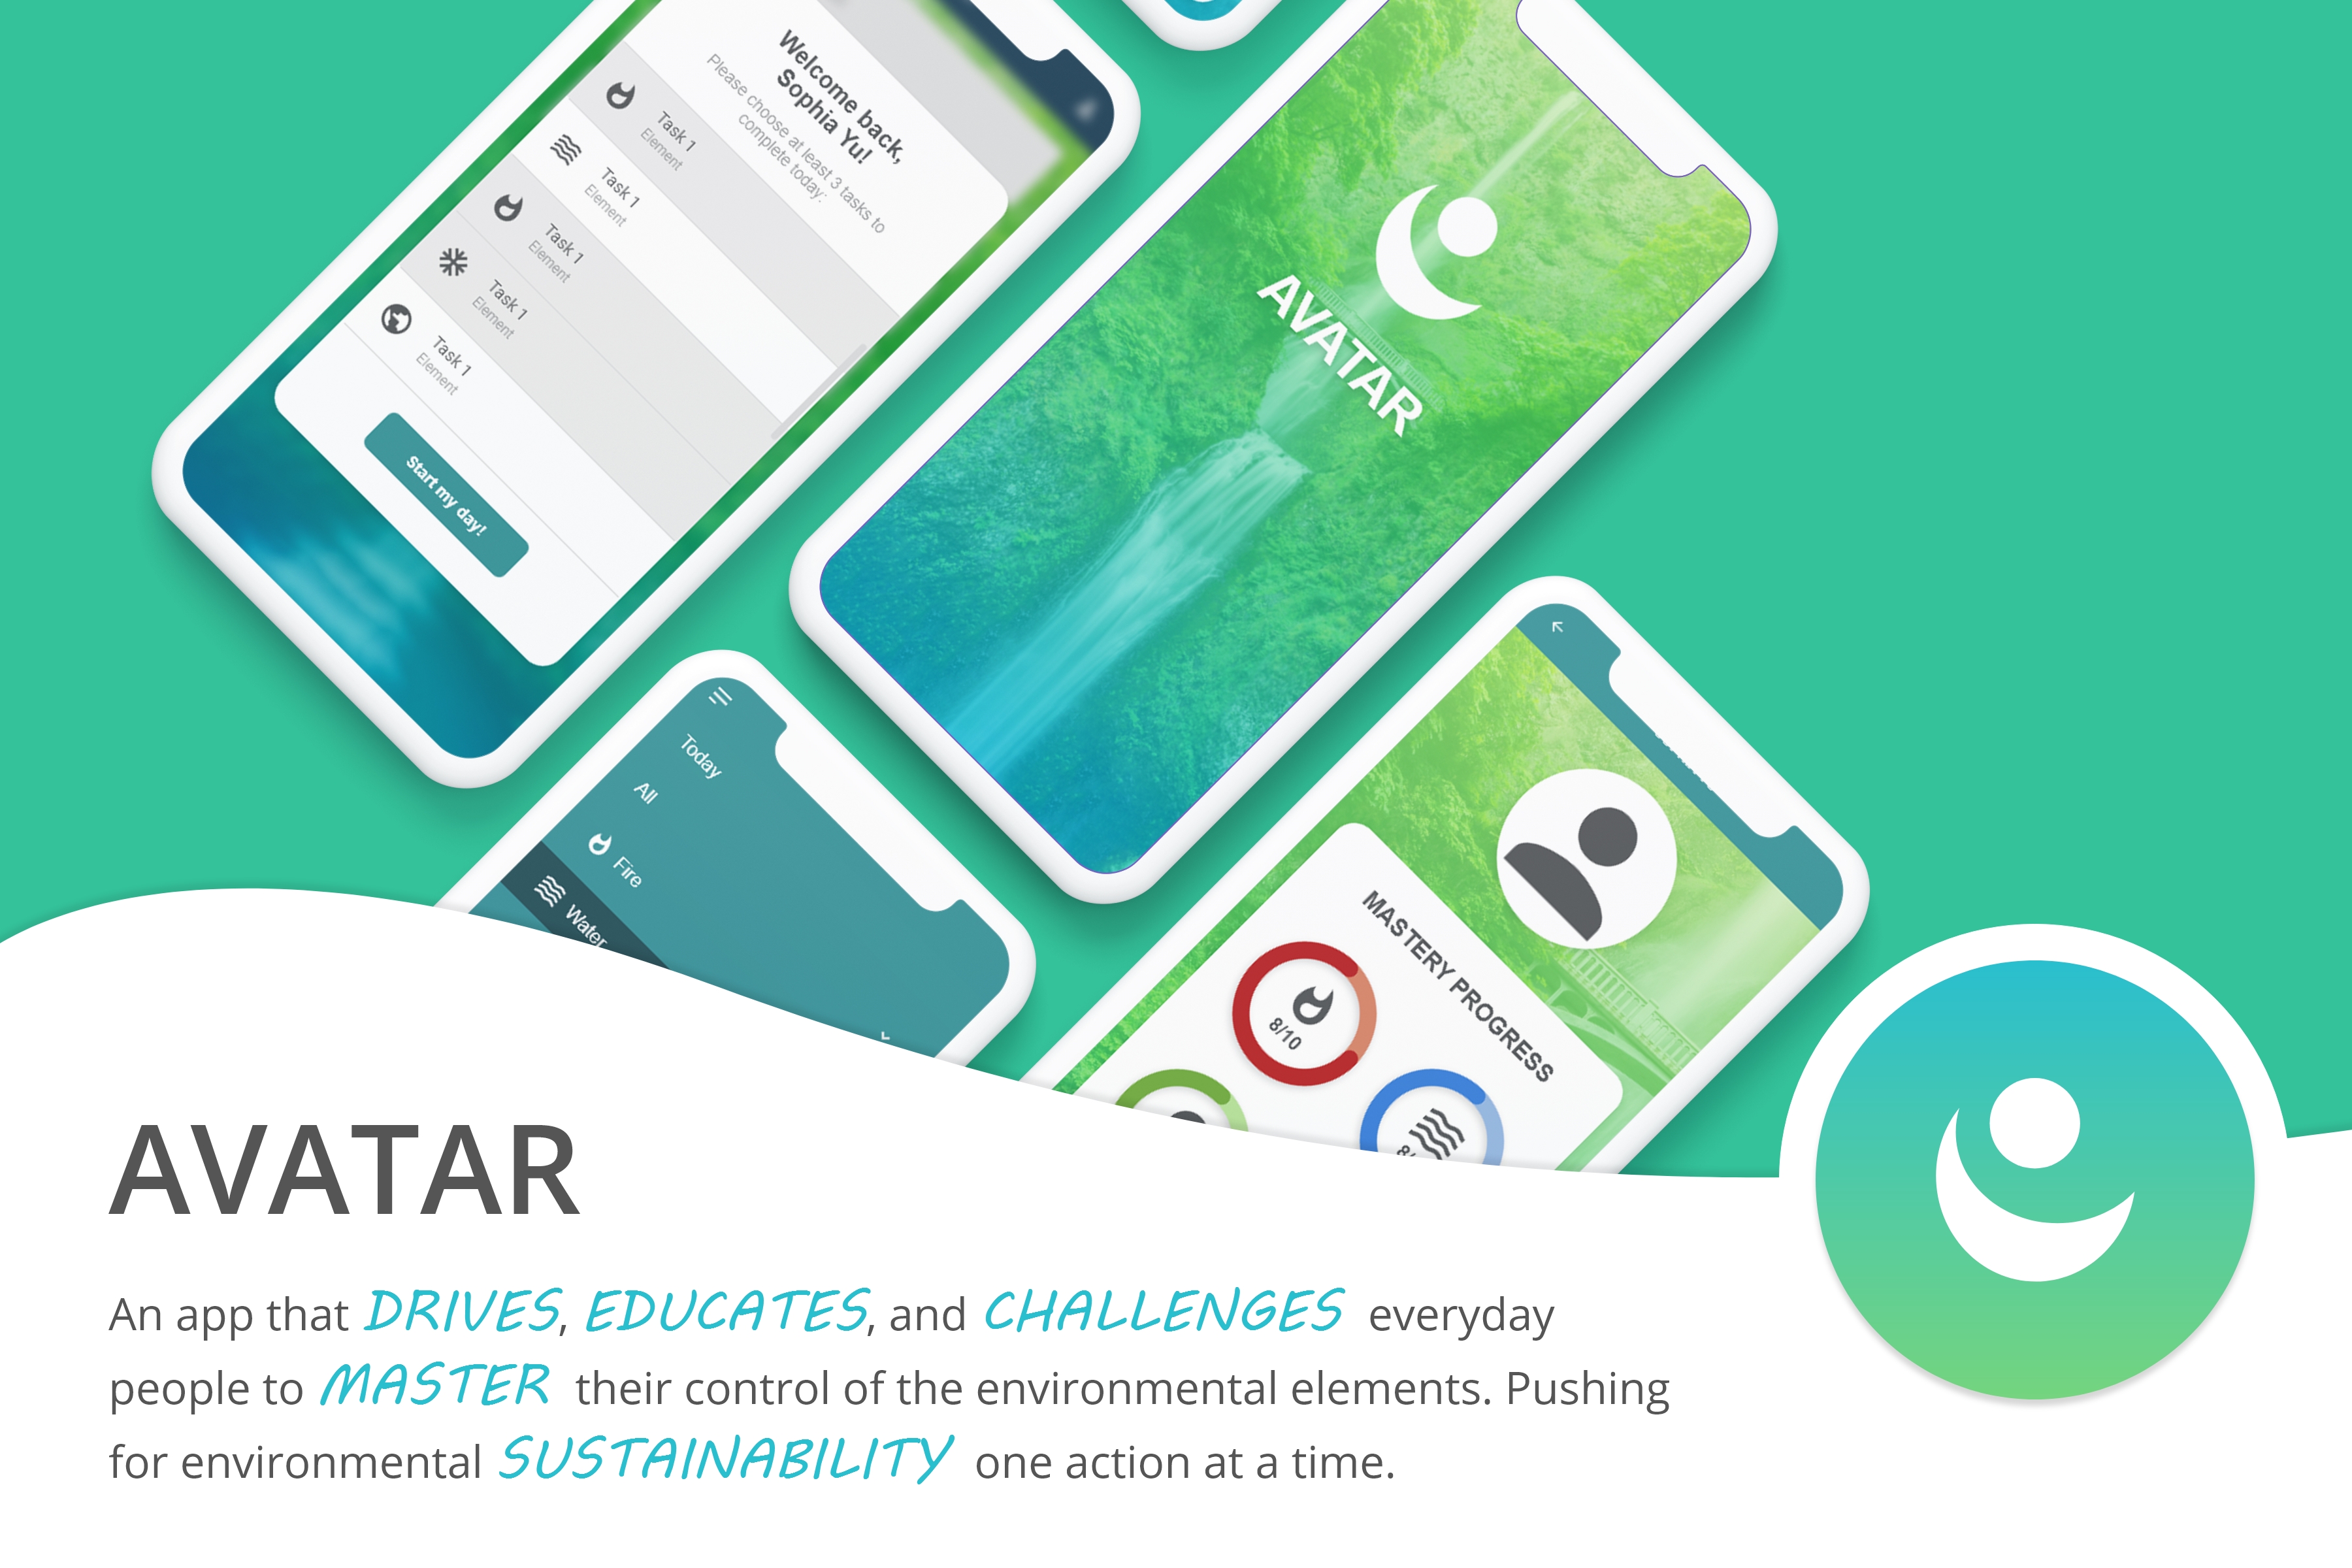 Welcome back,
Sophia Yu!
Please choose at least 3 tasks to
complete today:
Task 1
Element
Task 1
Element
Task 1
Element
Task 1
Element
Task 1
Element
Start my day!
AVATAR
Today
All
Fire
Water
MASTERY PROGRESS
8/10
AVATAR
An app that DRIVES, EDUCATES, and CHALLENGES everyday
people to MASTER their control of the environmental elements. Pushing
for environmental SUSTAINABILITY one action at a time.